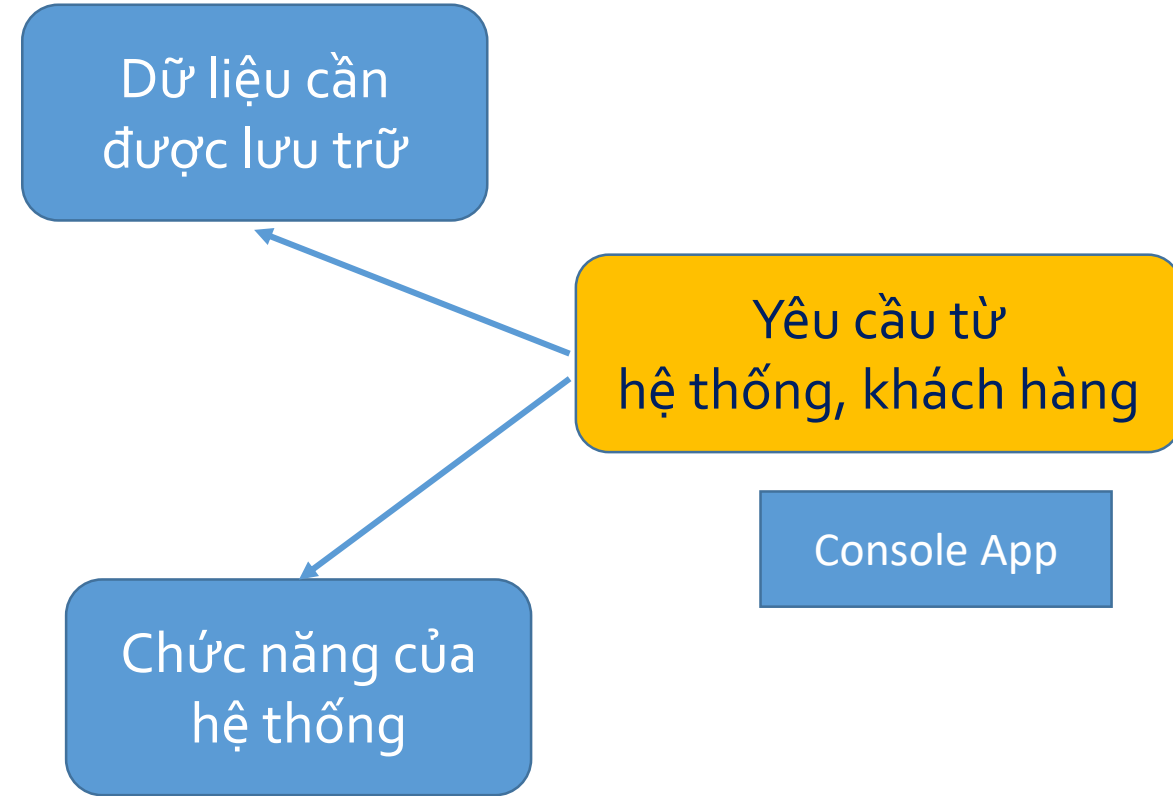 Dữ liệu cần
được lưu trữ
Yêu cầu từ
hệ thống, khách hàng
Console App
Chức năng của
hệ thống